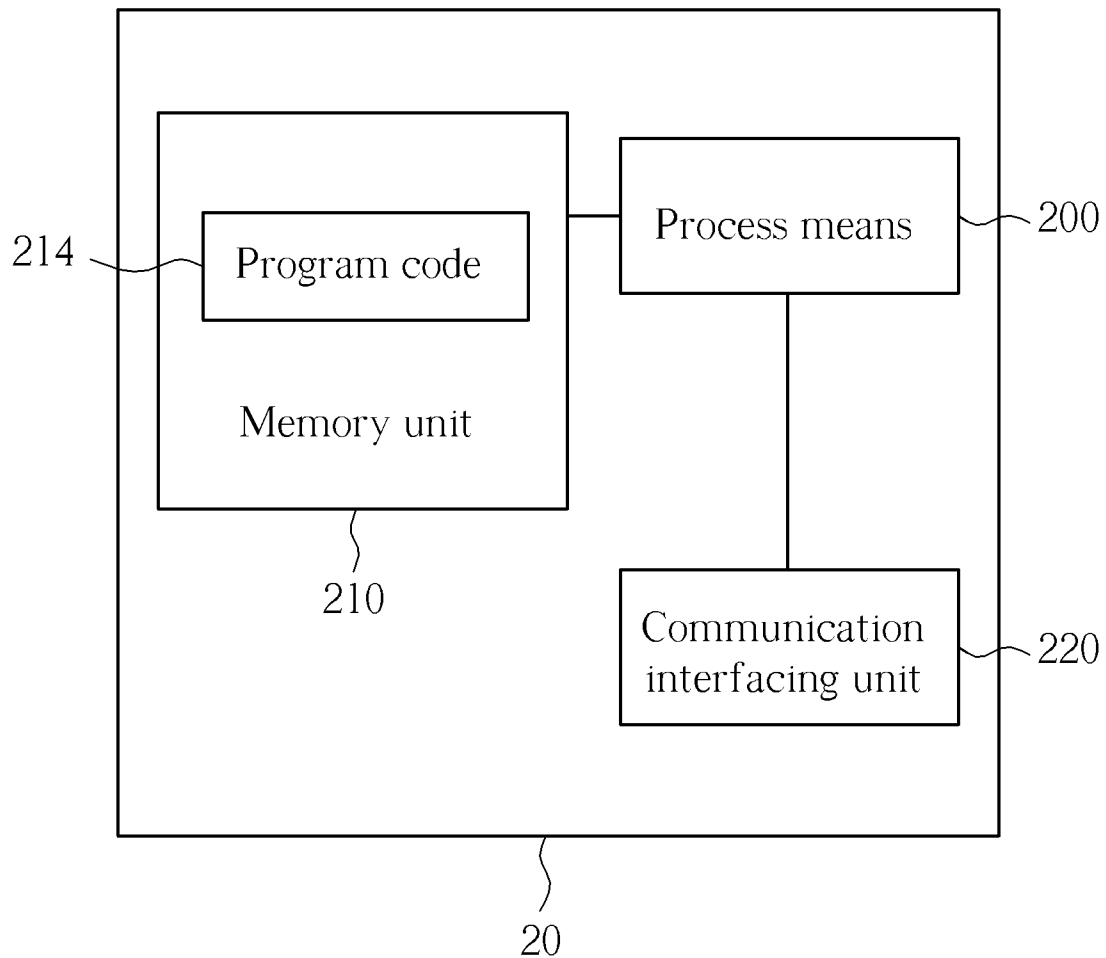 Process means
200
214
Program code
Memory unit
210
Communication
interfacing unit
220
20